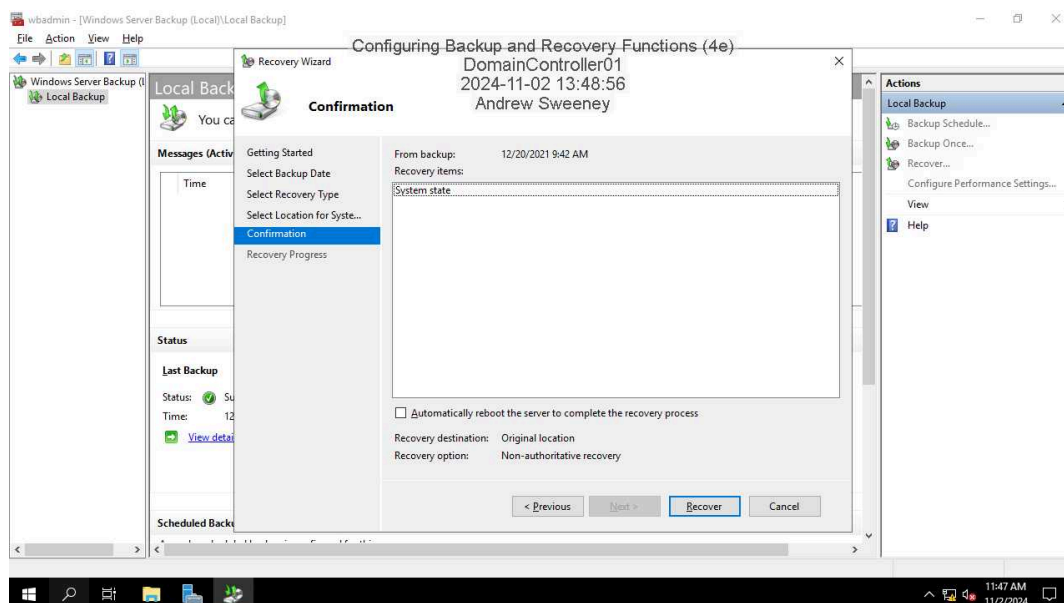 wbadmin - [Windows Server Backup (Local)\Local Backup]
File Action View Help
Configuring Backup and Recovery Functions (4e)
DomainController01
2024-11-02 13:48:56
Andrew Sweeney
Windows Server Backup (L
Local Backup
Local Back
You ca
Messages (Activ
Time
Status
Last Backup
Status: Su
Time: 12
View detai
Scheduled Backu
Recovery Wizard
Confirmation
Getting Started
Select Backup Date
Select Recovery Type
Select Location for Syste...
Confirmation
Recovery Progress
From backup: 12/20/2021 9:42 AM
Recovery items:
System state
Automatically reboot the server to complete the recovery process
Recovery destination: Original location
Recovery option: Non-authoritative recovery
< Previous Next > Recover Cancel
Actions
Local Backup
Backup Schedule...
Backup Once...
Recover...
Configure Performance Settings...
View
Help
11:47 AM
11/2/2024